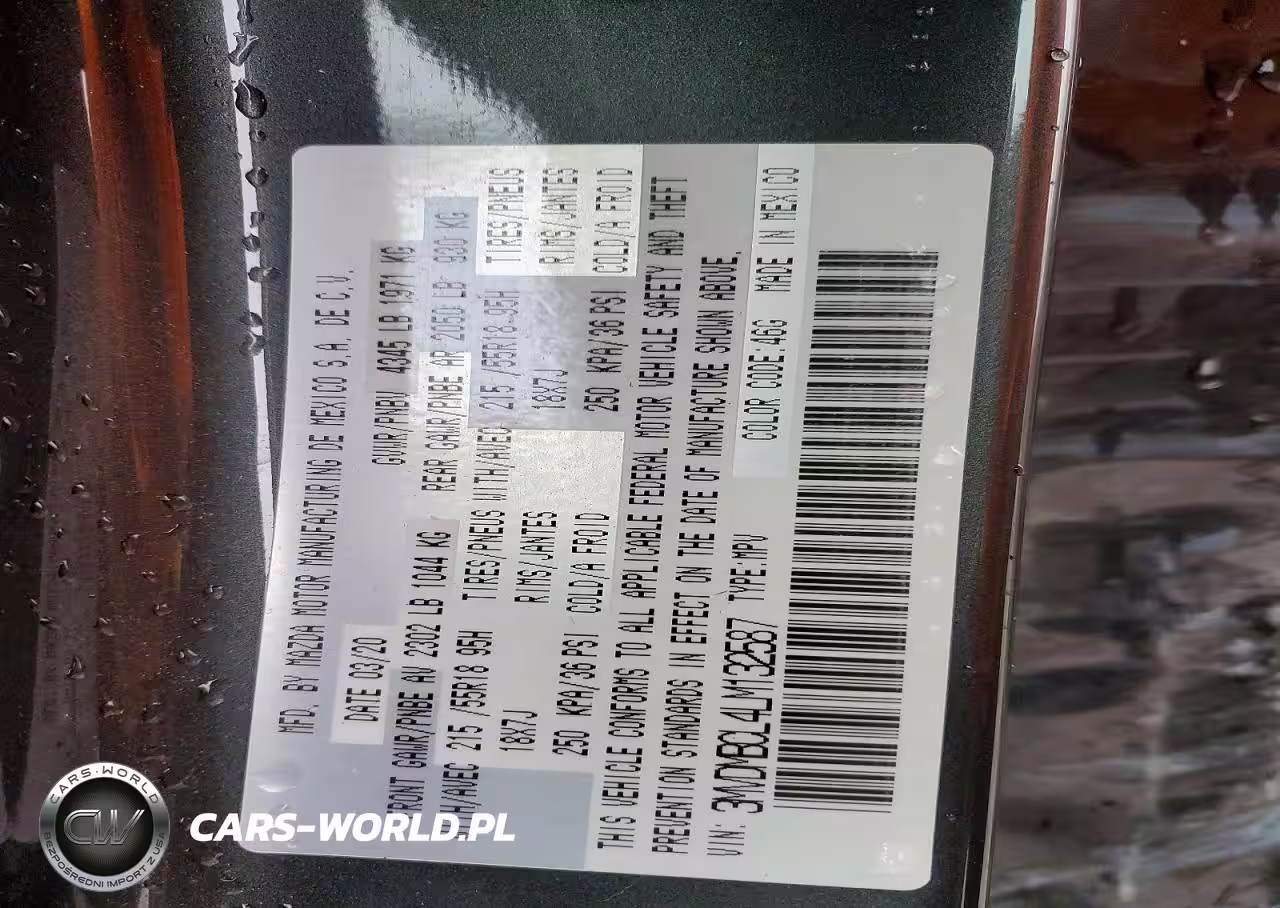 MFD. BY MAZDA MOTOR MANUFACTURING DE MEXICO S.A. DE C.V.,
DATE 03/20 GVWR/PNBV 4345 LB 1971 KG
FRONT GAWR/PNBE AV 2302 LB 1044 KG REAR GAWR/PNBE AR 2050 LB 930 KG
/AVEC 215 /55R18 95H TIRES/PNEUS WITH/AVEC 215 /55R18 95H TIRES/PNEUS
18X7J RIMS/JANTES 18X7J RIMS/JANTES
250 KPA/36 PSI COLD/A FROID 250 KPA/36 PSI COLD/A FROID
THIS VEHICLE CONFORMS TO ALL APPLICABLE FEDERAL MOTOR VEHICLE SAFETY AND THEFT
PREVENTION STANDARDS IN EFFECT ON THE DATE OF MANUFACTURE SHOWN ABOVE.
VIN: 3MVDMBCL4LM132587 TYPE:MPV COLOR CODE:46G MADE IN MEXICO
CARS-WORLD
CW
BEZPOŚREDNI IMPORT Z USA
CARS-WORLD.PL